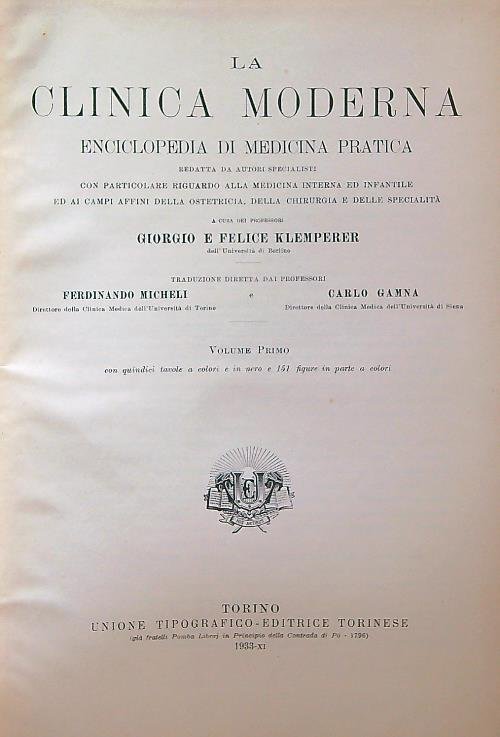 LA
CLINICA MODERNA
ENCICLOPEDIA DI MEDICINA PRATICA
REDATTA DA AUTORI SPECIALISTI
CON PARTICOLARE RIGUARDO ALLA MEDICINA INTERNA ED INFANTILE
ED AI CAMPI AFFINI DELLA OSTETRICIA, DELLA CHIRURGIA E DELLE SPECIALITÀ
A CURA DEI PROFESSORI
GIORGIO E FELICE KLEMPERER
dell'Università di Berlino
TRADUZIONE DIRETTA DAI PROFESSORI
FERDINANDO MICHELI e CARLO GAMNA
Direttore della Clinica Medica dell'Università di Torino Direttore della Clinica Medica dell'Università di Siena
VOLUME PRIMO
con quindici tavole a colori e in nero e 151 figure in parte a colori
TORINO
UNIONE TIPOGRAFICO-EDITRICE TORINESE
(già fratelli Pomba Libraj in Principio della Contrada di Po - 1796)
1933-XI